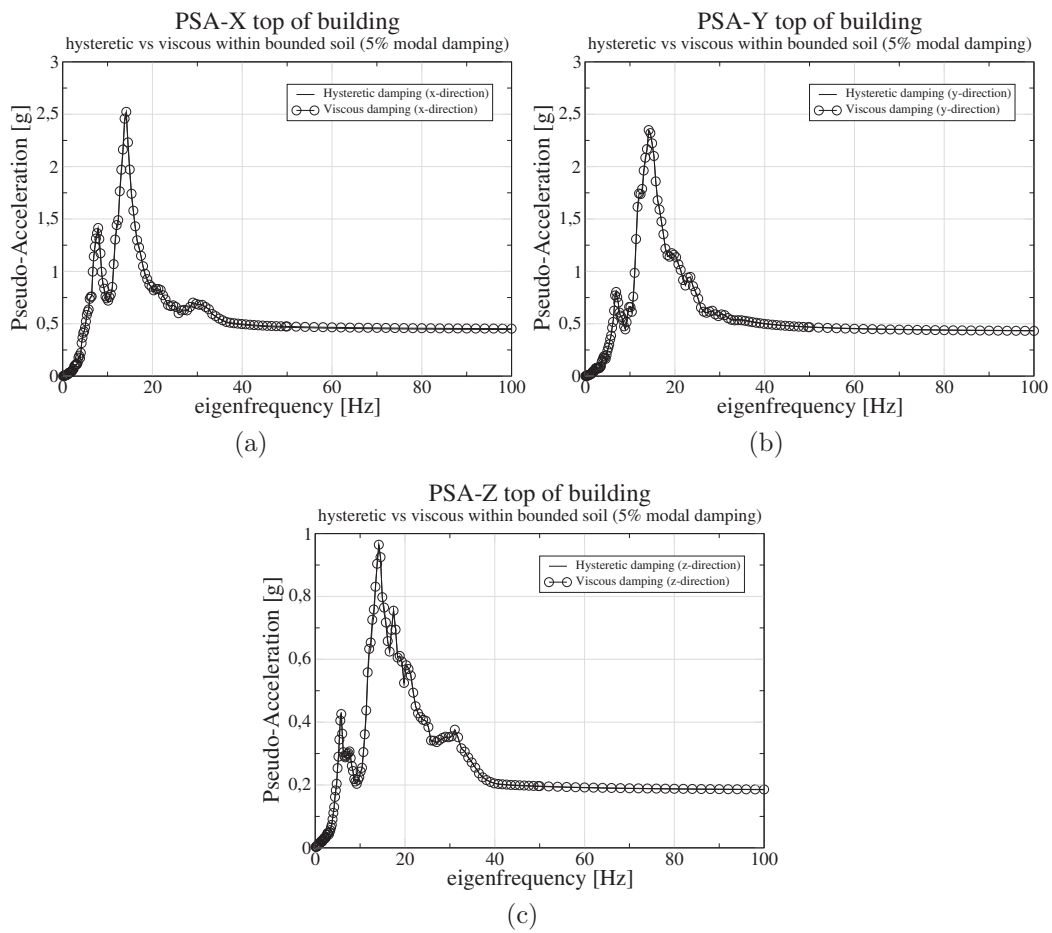 PSA-X top of building
hysteretic vs viscous within bounded soil (5% modal damping)
3
2.5
2
1.5
1
0.5
0
Pseudo-Acceleration [g]
Hysteretic damping (x-direction)
Viscous damping (x-direction)
0 20 40 60 80 100
eigenfrequency [Hz]
(a)
PSA-Y top of building
hysteretic vs viscous within bounded soil (5% modal damping)
3
2.5
2
1.5
1
0.5
0
Pseudo-Acceleration [g]
Hysteretic damping (y-direction)
Viscous damping (y-direction)
0 20 40 60 80 100
eigenfrequency [Hz]
(b)
PSA-Z top of building
hysteretic vs viscous within bounded soil (5% modal damping)
1
0,8
0,6
0,4
0,2
0
Pseudo-Acceleration [g]
Hysteretic damping (z-direction)
Viscous damping (z-direction)
0 20 40 60 80 100
eigenfrequency [Hz]
(c)